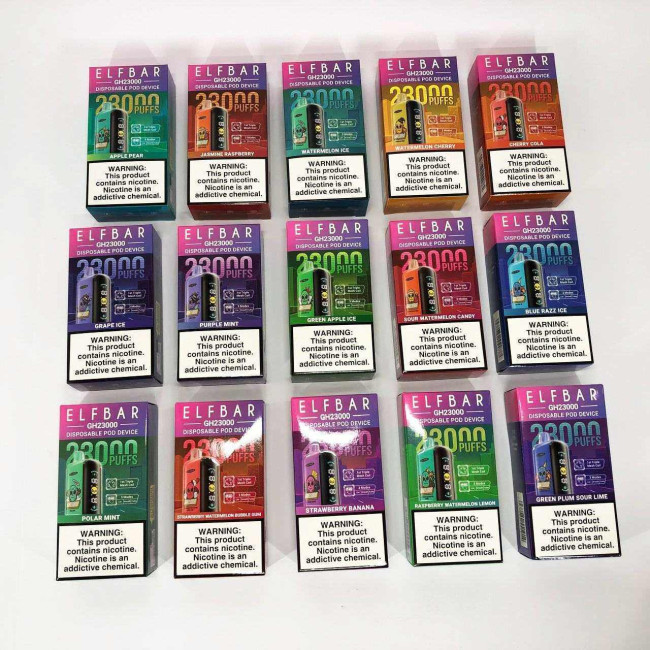 ELFBAR
GH23000
DISPOSABLE POD DEVICE
23000
PUFFS
APPLE PEAR
WARNING:
This product
contains nicotine.
Nicotine is an
addictive chemical.
ELFBAR
GH23000
DISPOSABLE POD DEVICE
23000
PUFFS
JASMINE RASPBERRY
WARNING:
This product
contains nicotine.
Nicotine is an
addictive chemical.
ELFBAR
GH23000
DISPOSABLE POD DEVICE
23000
PUFFS
WATERMELON ICE
WARNING:
This product
contains nicotine.
Nicotine is an
addictive chemical.
ELFBAR
GH23000
DISPOSABLE POD DEVICE
23000
PUFFS
WATERMELON CHERRY
WARNING:
This product
contains nicotine.
Nicotine is an
addictive chemical.
ELFBAR
GH23000
DISPOSABLE POD DEVICE
23000
PUFFS
CHERRY COLA
WARNING:
This product
contains nicotine.
Nicotine is an
addictive chemical.
ELFBAR
GH23000
DISPOSABLE POD DEVICE
23000
PUFFS
GRAPE ICE
WARNING:
This product
contains nicotine.
Nicotine is an
addictive chemical.
ELFBAR
GH23000
DISPOSABLE POD DEVICE
23000
PUFFS
PURPLE MINT
WARNING:
This product
contains nicotine.
Nicotine is an
addictive chemical.
ELFBAR
GH23000
DISPOSABLE POD DEVICE
23000
PUFFS
GREEN APPLE ICE
WARNING:
This product
contains nicotine.
Nicotine is an
addictive chemical.
ELFBAR
GH23000
DISPOSABLE POD DEVICE
23000
PUFFS
SOUR WATERMELON CANDY
WARNING:
This product
contains nicotine.
Nicotine is an
addictive chemical.
ELFBAR
GH23000
DISPOSABLE POD DEVICE
23000
PUFFS
BLUE RAZZ ICE
WARNING:
This product
contains nicotine.
Nicotine is an
addictive chemical.
ELFBAR
GH23000
DISPOSABLE POD DEVICE
23000
PUFFS
POLAR MINT
WARNING:
This product
contains nicotine.
Nicotine is an
addictive chemical.
ELFBAR
GH23000
DISPOSABLE POD DEVICE
23000
PUFFS
STRAWBERRY WATERMELON BUBBLE GUM
WARNING:
This product
contains nicotine.
Nicotine is an
addictive chemical.
ELFBAR
GH23000
DISPOSABLE POD DEVICE
23000
PUFFS
STRAWBERRY BANANA
WARNING:
This product
contains nicotine.
Nicotine is an
addictive chemical.
ELFBAR
GH23000
DISPOSABLE POD DEVICE
23000
PUFFS
RASPBERRY WATERMELON LEMON
WARNING:
This product
contains nicotine.
Nicotine is an
addictive chemical.
ELFBAR
GH23000
DISPOSABLE POD DEVICE
23000
PUFFS
GREEN PLUM SOUR LIME
WARNING:
This product
contains nicotine.
Nicotine is an
addictive chemical.